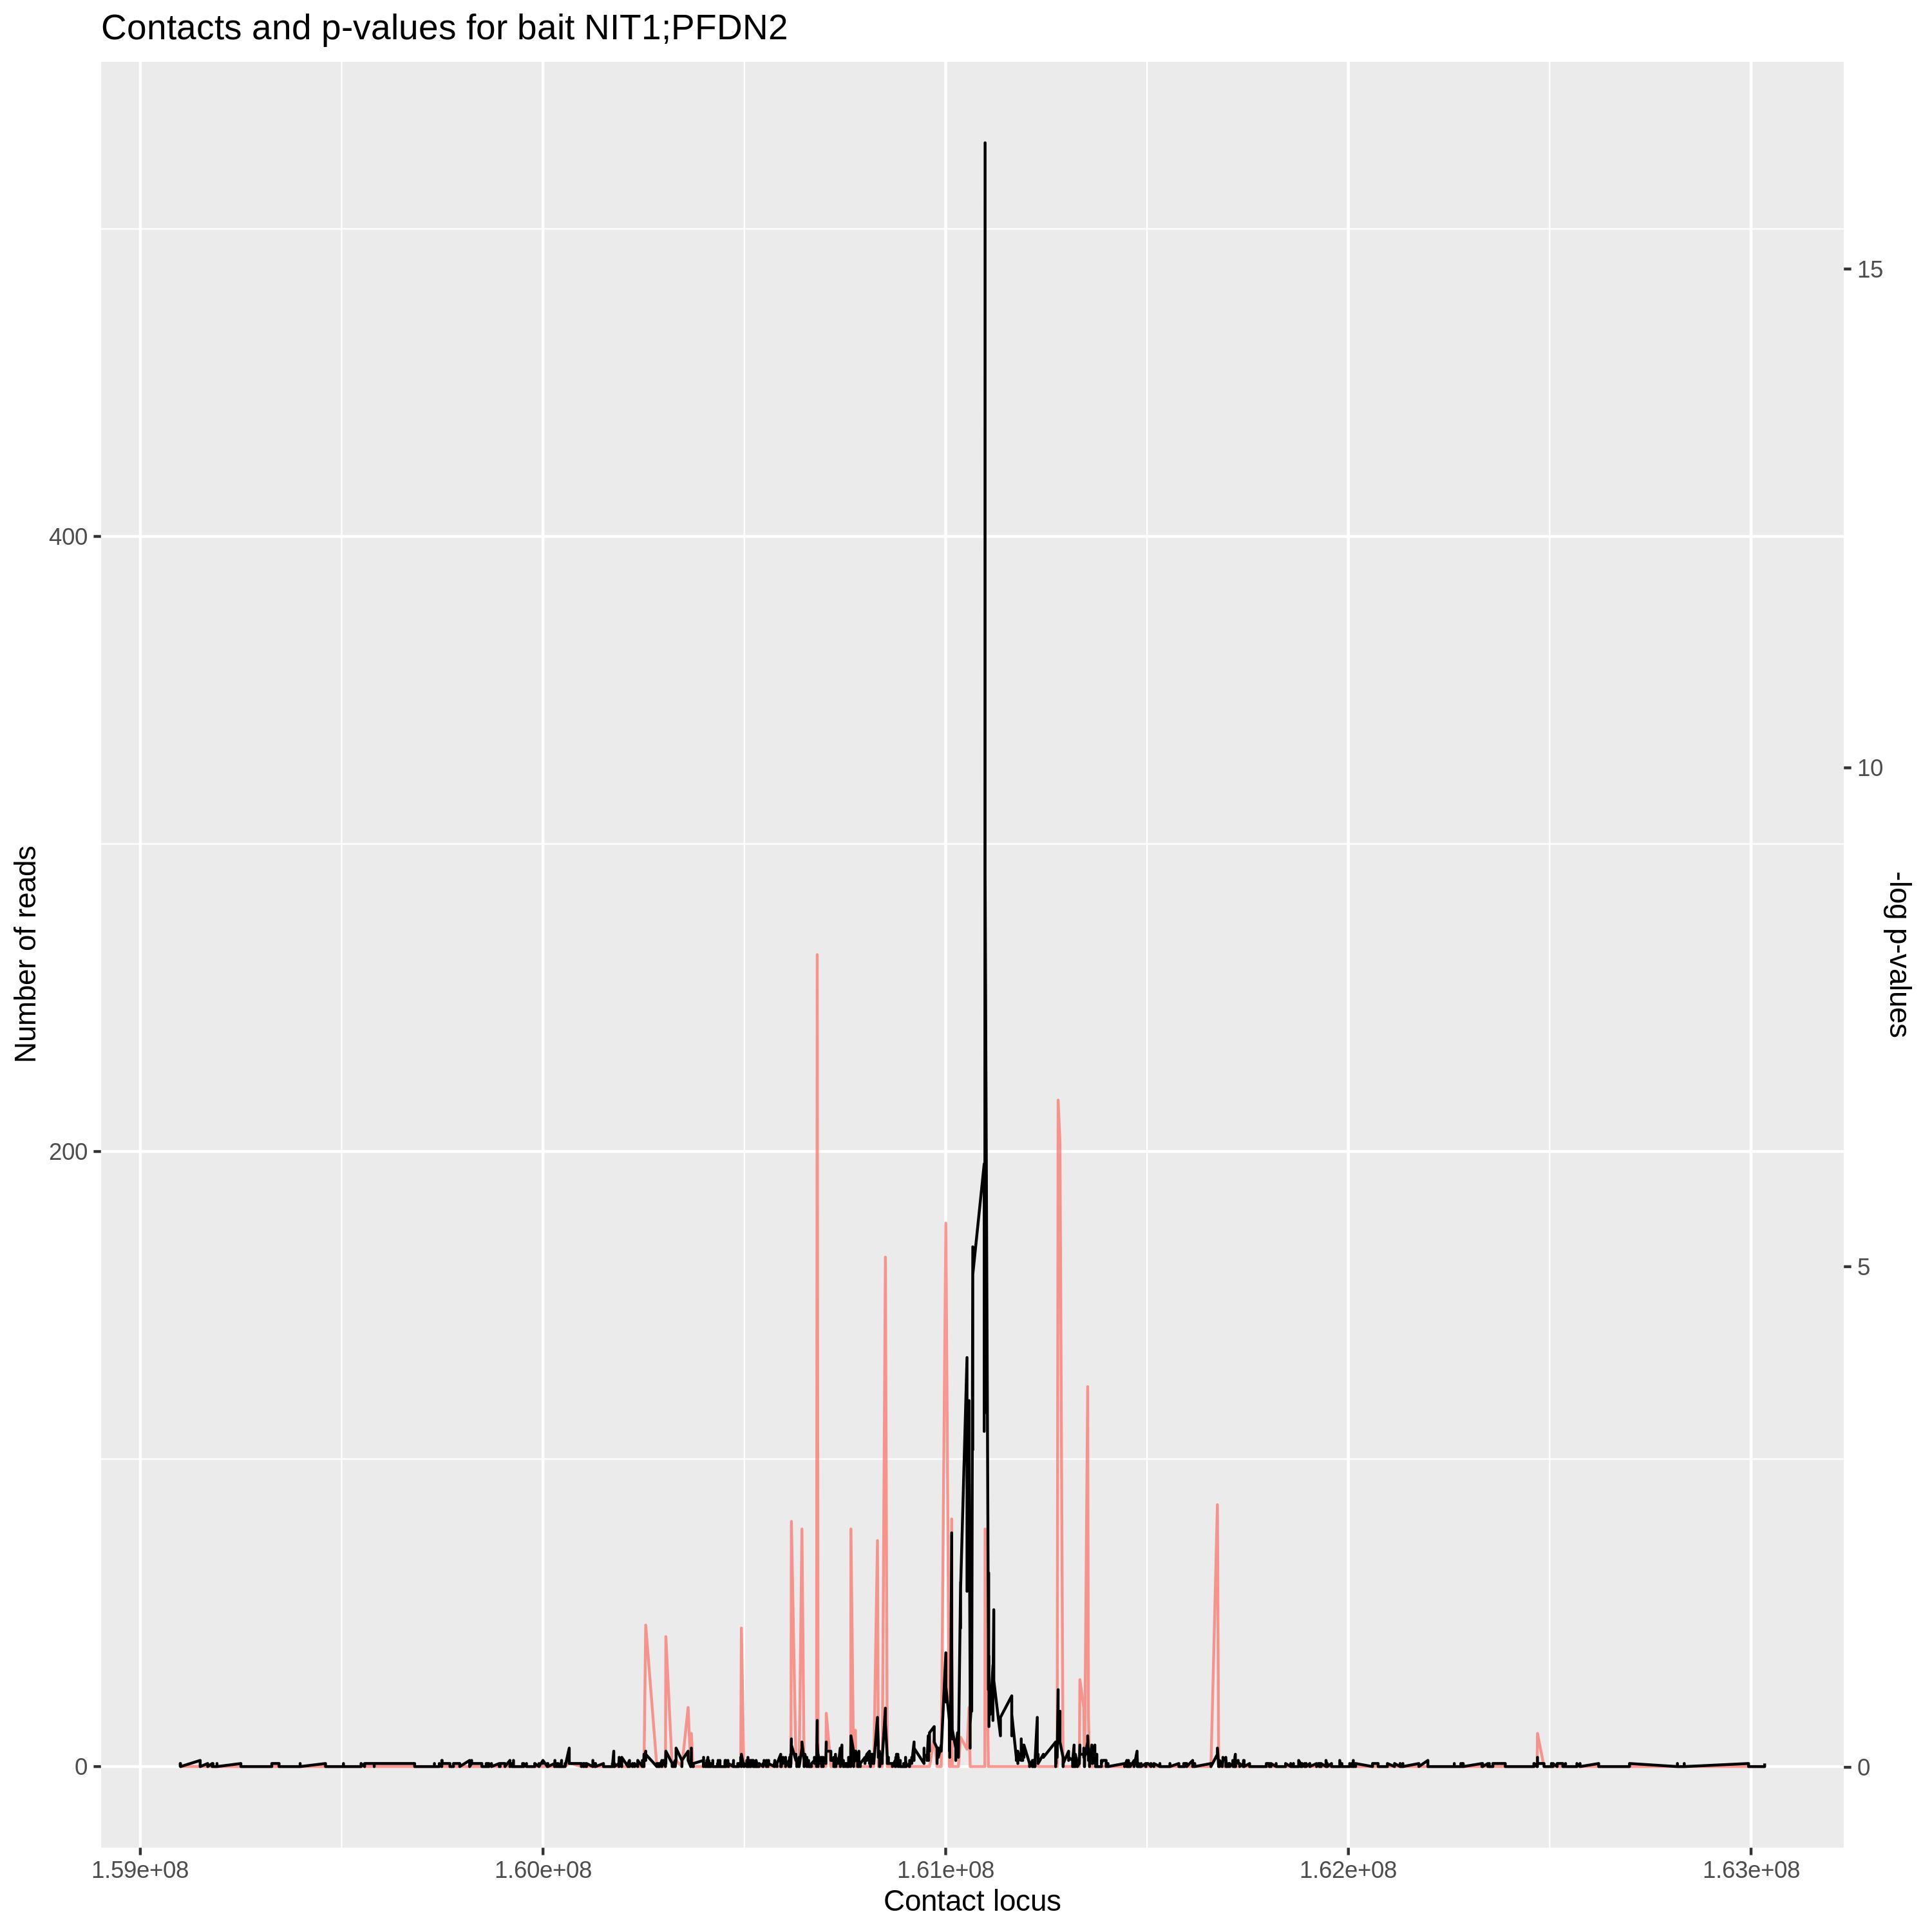 Contacts and p-values for bait NIT1;PFDN2
Number of reads
400
200
0
15
10
5
0
-log p-values
1.59e+08
1.60e+08
1.61e+08
1.62e+08
1.63e+08
Contact locus